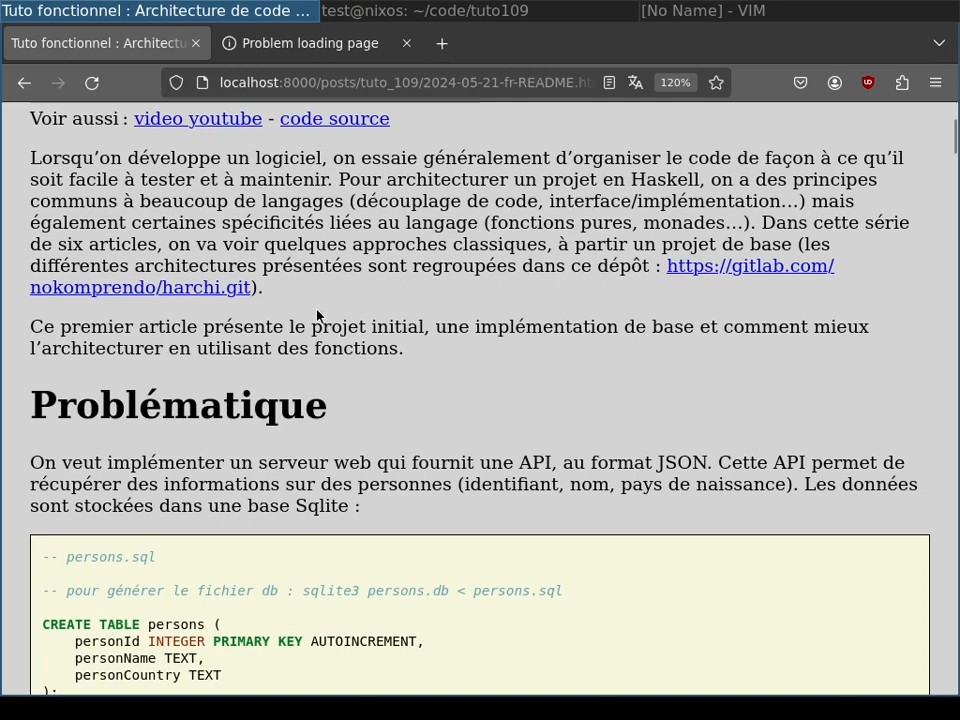 Tuto fonctionnel : Architecture de code ... test@nixos: ~/code/tuto109 [No Name] - VIM
Tuto fonctionnel : Architectu Problem loading page
localhost:8000/posts/tuto_109/2024-05-21-fr-README.ht 120%
Voir aussi : video youtube - code source
Lorsqu’on développe un logiciel, on essaie généralement d’organiser le code de façon à ce qu’il
soit facile à tester et à maintenir. Pour architecturer un projet en Haskell, on a des principes
communs à beaucoup de langages (découplage de code, interface/implémentation…) mais
également certaines spécificités liées au langage (fonctions pures, monades…). Dans cette série
de six articles, on va voir quelques approches classiques, à partir un projet de base (les
différentes architectures présentées sont regroupées dans ce dépôt : https://gitlab.com/
nokomprendo/harchi.git).
Ce premier article présente le projet initial, une implémentation de base et comment mieux
l’architecturer en utilisant des fonctions.
Problématique
On veut implémenter un serveur web qui fournit une API, au format JSON. Cette API permet de
récupérer des informations sur des personnes (identifiant, nom, pays de naissance). Les données
sont stockées dans une base Sqlite :
-- persons.sql
-- pour générer le fichier db : sqlite3 persons.db < persons.sql
CREATE TABLE persons (
personId INTEGER PRIMARY KEY AUTOINCREMENT,
personName TEXT,
personCountry TEXT
);